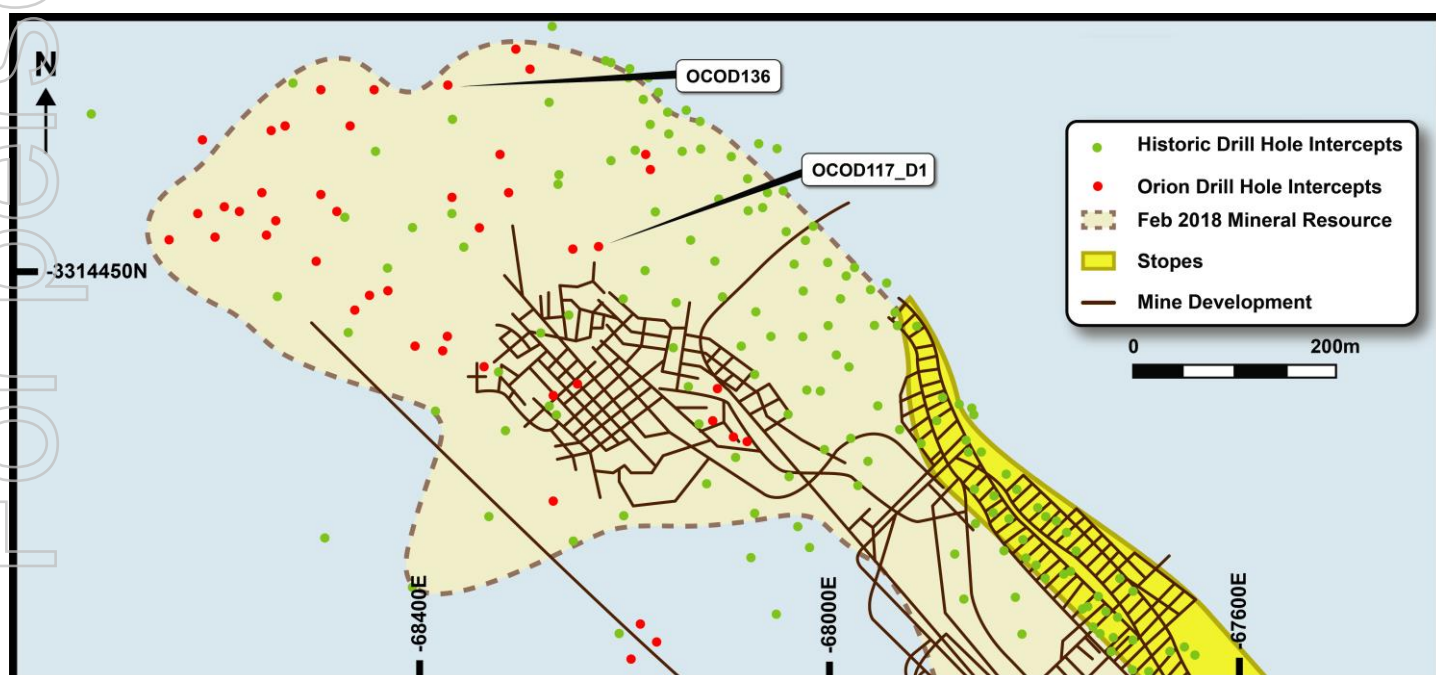 N
OCOD136
OCOD117_D1
Historic Drill Hole Intercepts
Orion Drill Hole Intercepts
Feb 2018 Mineral Resource
Stopes
Mine Development
0 200m
-3314450N
-68400E
-68000E
-67600E